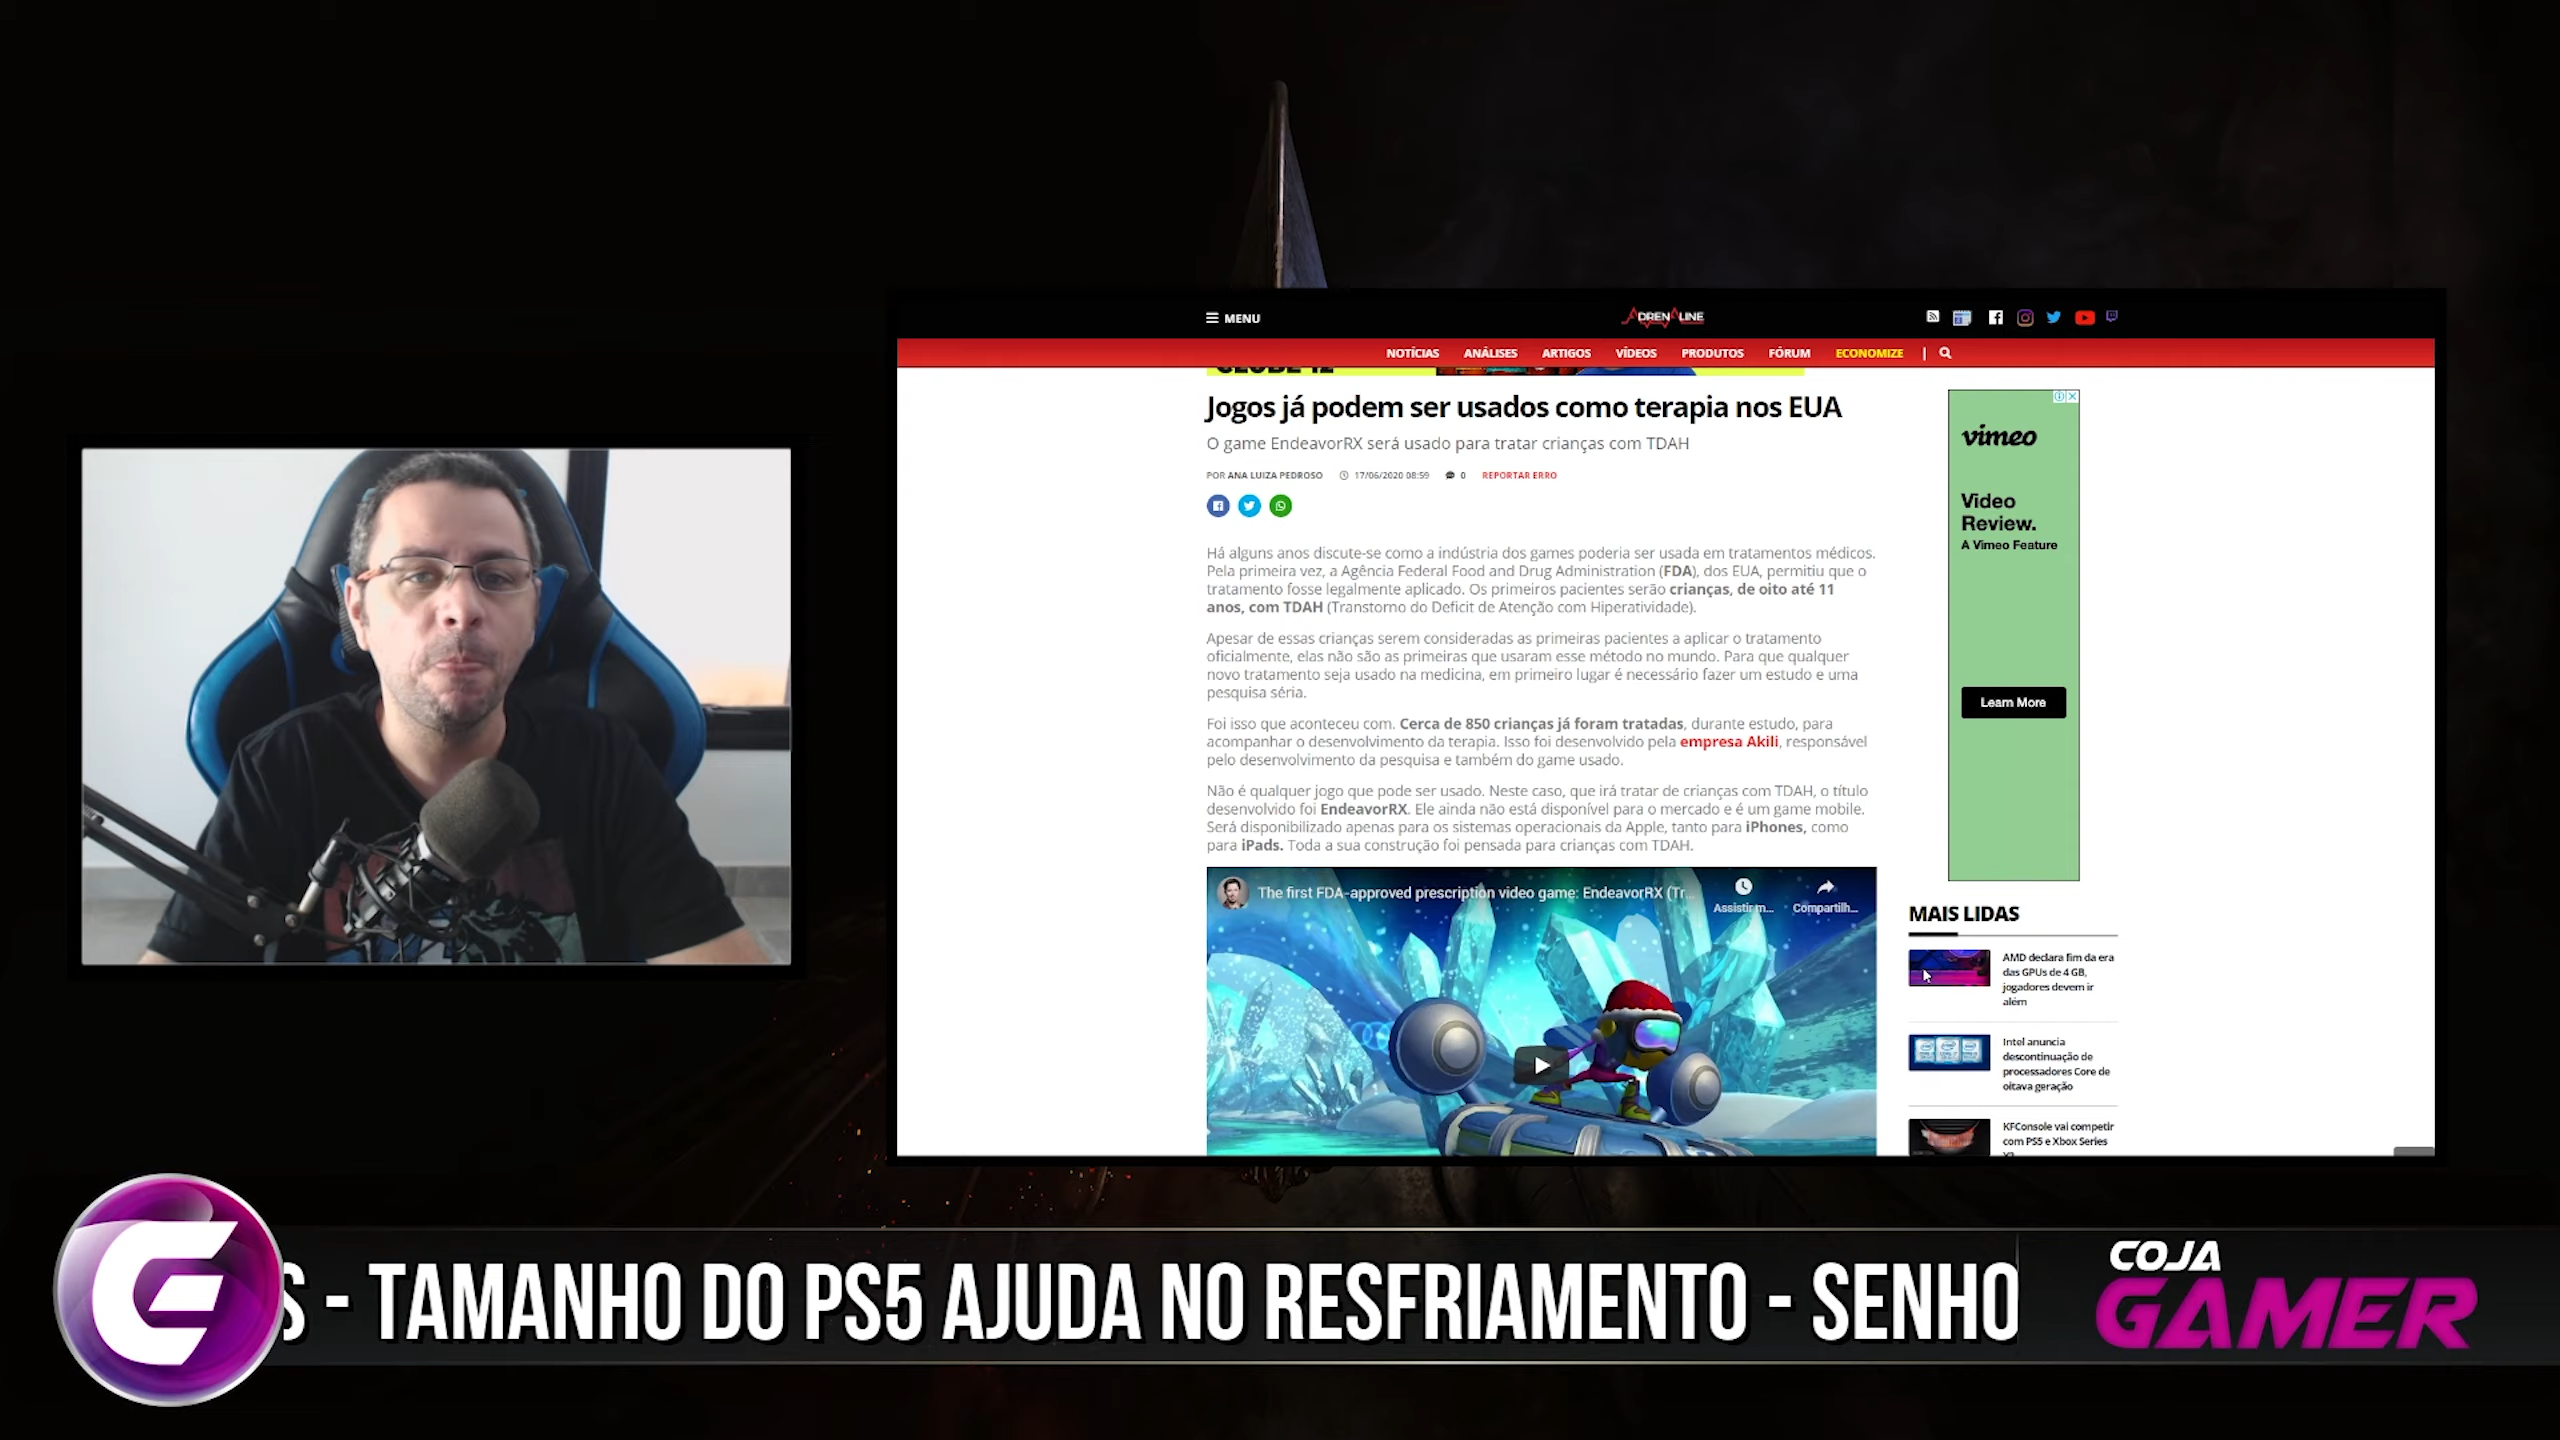 MENU
ADRENALINE
NOTÍCIAS ANÁLISES ARTIGOS VÍDEOS PRODUTOS FÓRUM ECONOMIZE |
CLUBE 12
Jogos já podem ser usados como terapia nos EUA
O game EndeavorRX será usado para tratar crianças com TDAH
POR ANA LUIZA PEDROSO 17/06/2020 08:59 0 REPORTAR ERRO
Há alguns anos discute-se como a indústria dos games poderia ser usada em tratamentos médicos.
Pela primeira vez, a Agência Federal Food and Drug Administration (FDA), dos EUA, permitiu que o
tratamento fosse legalmente aplicado. Os primeiros pacientes serão crianças, de oito até 11
anos, com TDAH (Transtorno do Deficit de Atenção com Hiperatividade).
Apesar de essas crianças serem consideradas as primeiras pacientes a aplicar o tratamento
oficialmente, elas não são as primeiras que usaram esse método no mundo. Para que qualquer
novo tratamento seja usado na medicina, em primeiro lugar é necessário fazer um estudo e uma
pesquisa séria.
Foi isso que aconteceu com. Cerca de 850 crianças já foram tratadas, durante estudo, para
acompanhar o desenvolvimento da terapia. Isso foi desenvolvido pela empresa Akili, responsável
pelo desenvolvimento da pesquisa e também do game usado.
Não é qualquer jogo que pode ser usado. Neste caso, que irá tratar de crianças com TDAH, o título
desenvolvido foi EndeavorRX. Ele ainda não está disponível para o mercado e é um game mobile.
Será disponibilizado apenas para os sistemas operacionais da Apple, tanto para iPhones, como
para iPads. Toda a sua construção foi pensada para crianças com TDAH.
The first FDA-approved prescription video game: EndeavorRX (Tr...
Assistir m...
Compartilh...
vimeo
Video
Review.
A Vimeo Feature
Learn More
MAIS LIDAS
AMD declara fim da era
das GPUs de 4 GB,
jogadores devem ir
além
Intel anuncia
descontinuação de
processadores Core de
oitava geração
KFConsole vai competir
com PS5 e Xbox Series
S - TAMANHO DO PS5 AJUDA NO RESFRIAMENTO - SENHO
COJA
GAMER